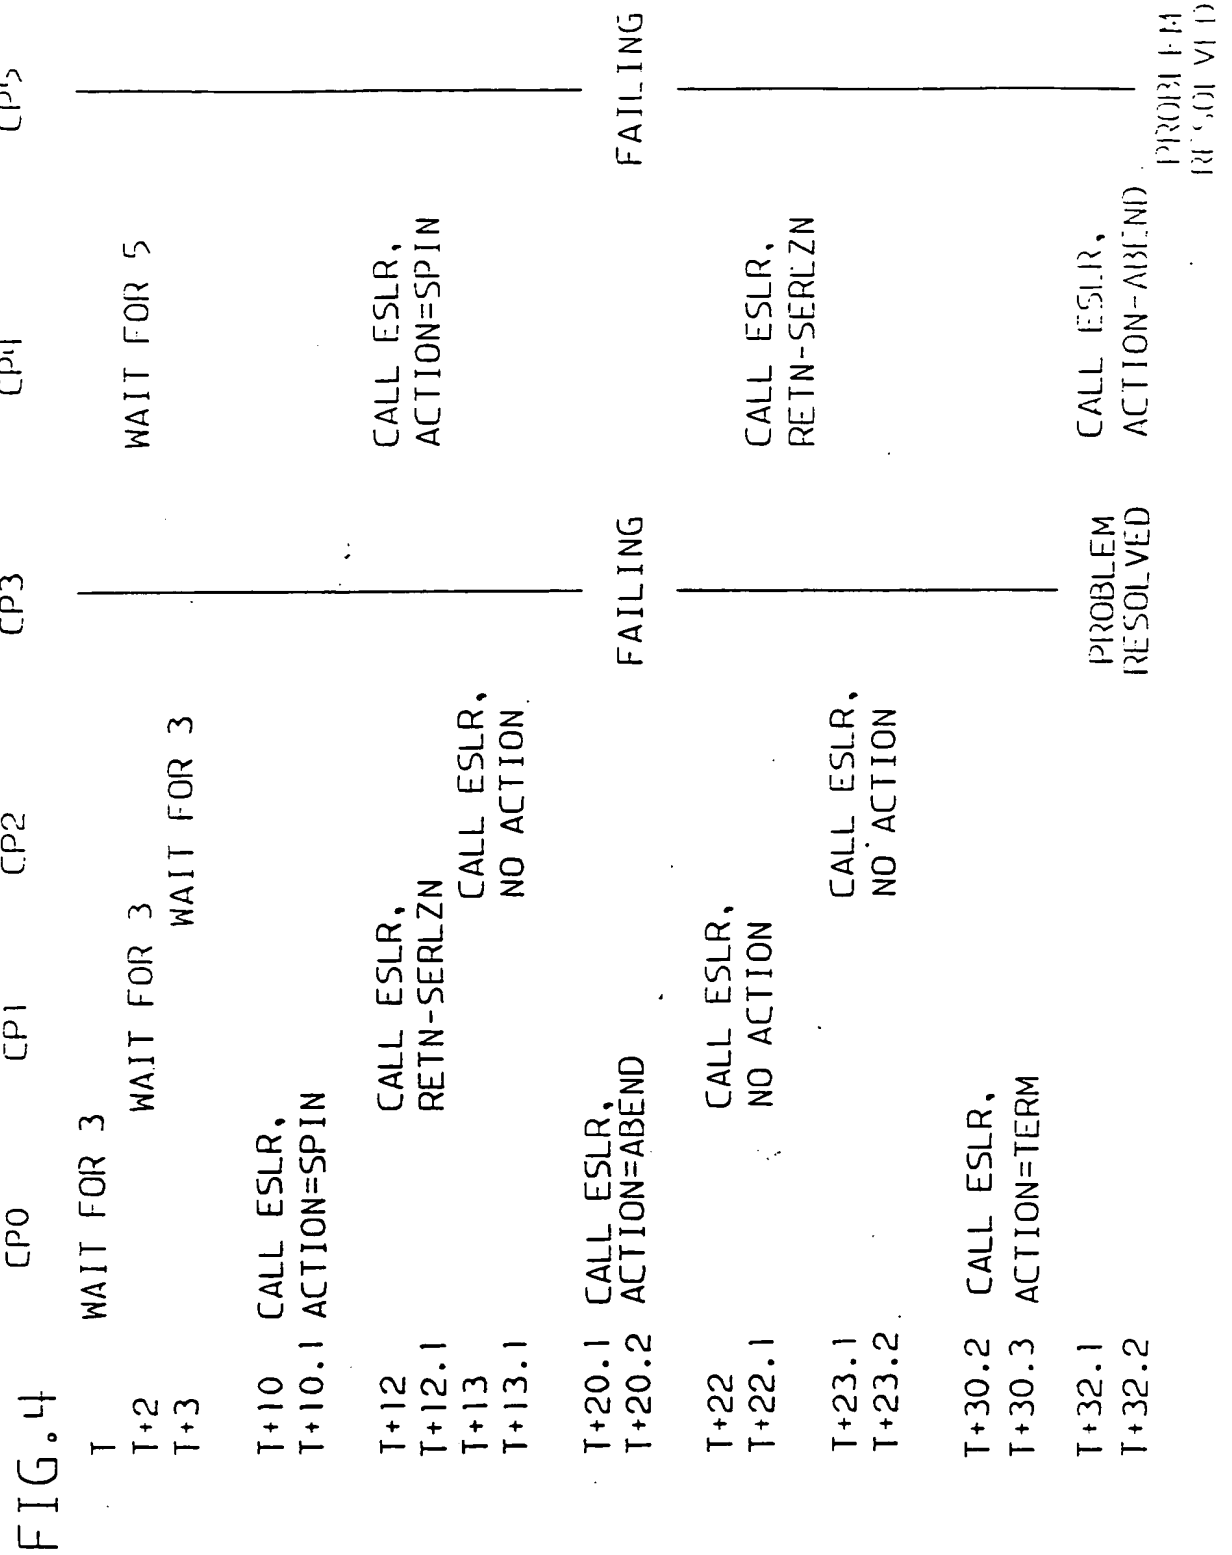 FIG. 4
CP0 CP1 CP2 CP3 CP4 CP5
T WAIT FOR 3
T+2 WAIT FOR 3 WAIT FOR 5
T+3 WAIT FOR 3
T+10 CALL ESLR,
T+10.1 ACTION=SPIN
T+12 CALL ESLR, CALL ESLR,
T+12.1 RETN-SERLZN ACTION=SPIN
T+13 CALL ESLR,
T+13.1 NO ACTION
T+20.1 CALL ESLR,
T+20.2 ACTION=ABEND
FAILING FAILING
T+22 CALL ESLR, CALL ESLR,
T+22.1 NO ACTION RETN-SERLZN
T+23.1 CALL ESLR,
T+23.2 NO ACTION
T+30.2 CALL ESLR,
T+30.3 ACTION=TERM
T+32.1 PROBLEM CALL ESLR,
T+32.2 RESOLVED ACTION-ABEND
PROBLEM
RESOLVED